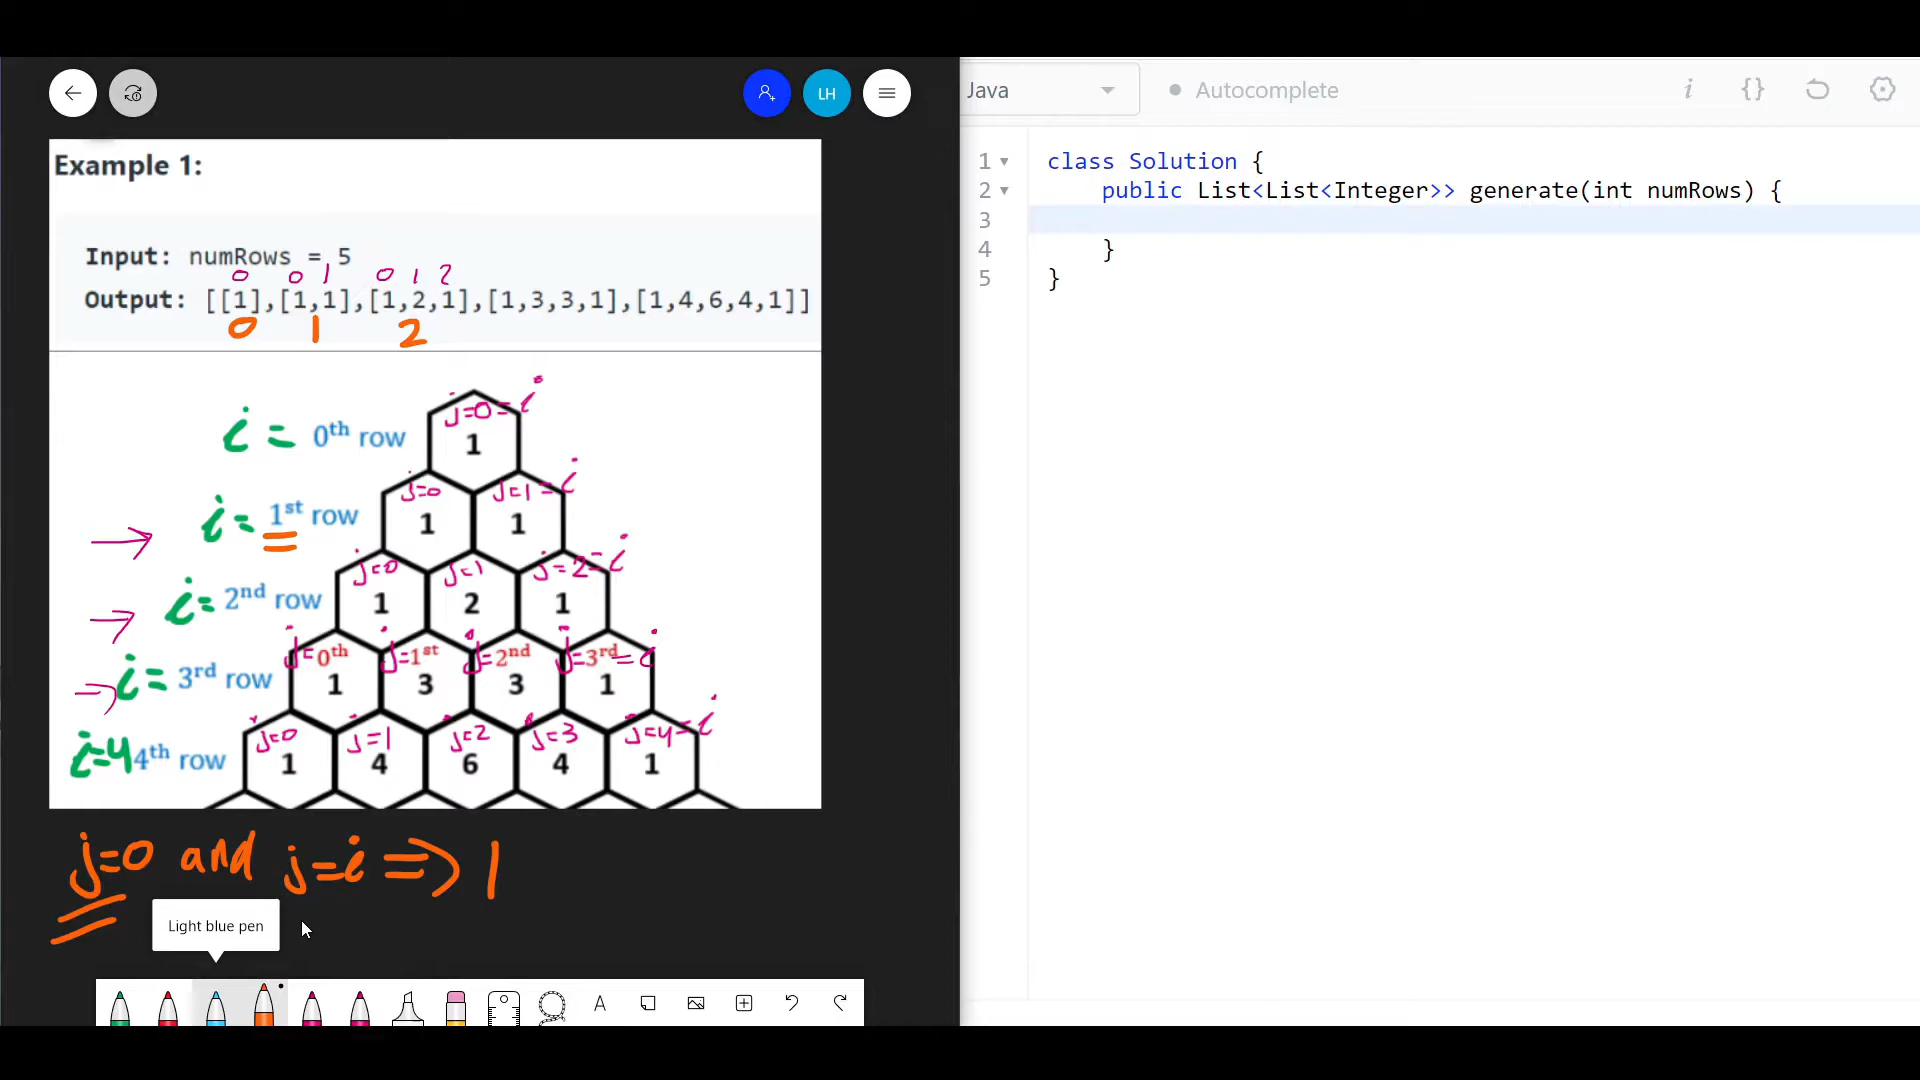 LH
Java
Autocomplete
i {}
Example 1:
Input: numRows = 5
0 0 1 0 1 2
Output: [[1],[1,1],[1,2,1],[1,3,3,1],[1,4,6,4,1]]
0 1 2
j=0=i
i = 0th row
1
j=0 j=1=i
i= 1st row
1 1
j=0 j=1 j=2=i
i= 2nd row
1 2 1
j=0th j=1st j=2nd j=3rd=i
i= 3rd row
1 3 3 1
j=0 j=1 j=2 j=3 j=4=i
i=4 4th row
1 4 6 4 1
j=0 and j=i => 1
Light blue pen
A
1 class Solution {
2 public List<List<Integer>> generate(int numRows) {
3
4 }
5 }